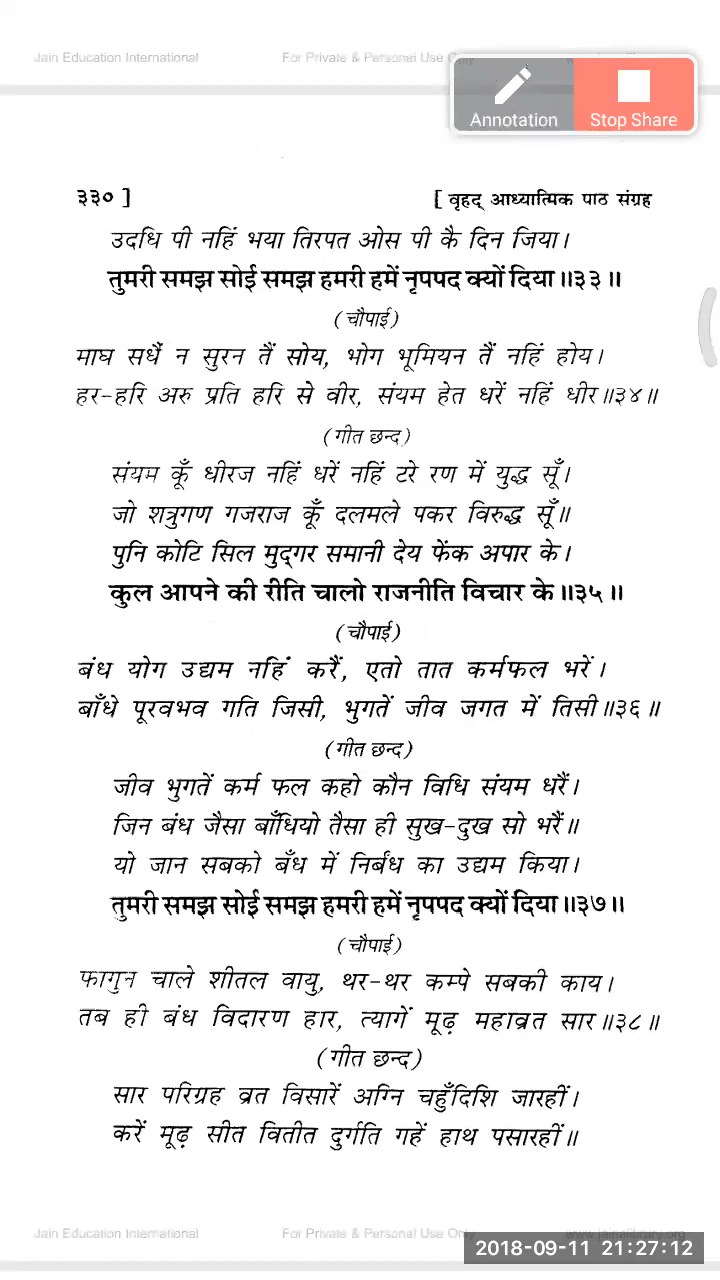 Jain Education International For Private & Personal Use Only
Annotation Stop Share
३३० ] [ वृहद् आध्यात्मिक पाठ संग्रह
उदधि पी नहिं भया तिरपत ओस पी कै दिन जिया।
तुमरी समझ सोई समझ हमरी हमें नृपपद क्यों दिया॥३३॥
(चौपाई)
माघ सधैं न सुरन तैं सोय, भोग भूमियन तैं नहिं होय।
हर-हरि अरु प्रति हरि से वीर, संयम हेत धरें नहिं धीर॥३४॥
(गीत छन्द)
संयम कूँ धीरज नहिं धरें नहिं टरे रण में युद्ध सूँ।
जो शत्रुगण गजराज कूँ दलमले पकर विरुद्ध सूँ॥
पुनि कोटि सिल मुद्गर समानी देय फेंक अपार के।
कुल आपने की रीति चालो राजनीति विचार के॥३५॥
(चौपाई)
बंध योग उद्यम नहिं करैं, एतो तात कर्मफल भरें।
बाँधे पूरवभव गति जिसी, भुगतें जीव जगत में तिसी॥३६॥
(गीत छन्द)
जीव भुगतें कर्म फल कहो कौन विधि संयम धरैं।
जिन बंध जैसा बाँधियो तैसा ही सुख-दुख सो भरैं॥
यो जान सबको बँध में निर्बंध का उद्यम किया।
तुमरी समझ सोई समझ हमरी हमें नृपपद क्यों दिया॥३७॥
(चौपाई)
फागुन चाले शीतल वायु, थर-थर कम्पे सबकी काय।
तब ही बंध विदारण हार, त्यागें मूढ़ महाव्रत सार॥३८॥
(गीत छन्द)
सार परिग्रह व्रत विसारें अग्नि चहुँदिशि जारहीं।
करें मूढ़ सीत वितीत दुर्गति गहें हाथ पसारहीं॥
Jain Education International For Private & Personal Use Only www.jainelibrary.org
2018-09-11 21:27:12